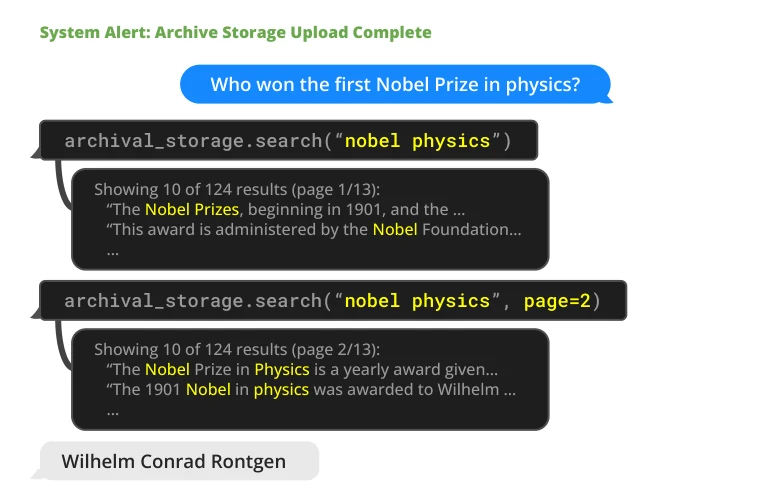 System Alert: Archive Storage Upload Complete
Who won the first Nobel Prize in physics?
archival_storage.search(“nobel physics”)
Showing 10 of 124 results (page 1/13):
“The Nobel Prizes, beginning in 1901, and the ...
“This award is administered by the Nobel Foundation...
...
archival_storage.search(“nobel physics”, page=2)
Showing 10 of 124 results (page 2/13):
“The Nobel Prize in Physics is a yearly award given...
“The 1901 Nobel in physics was awarded to Wilhelm ...
...
Wilhelm Conrad Rontgen